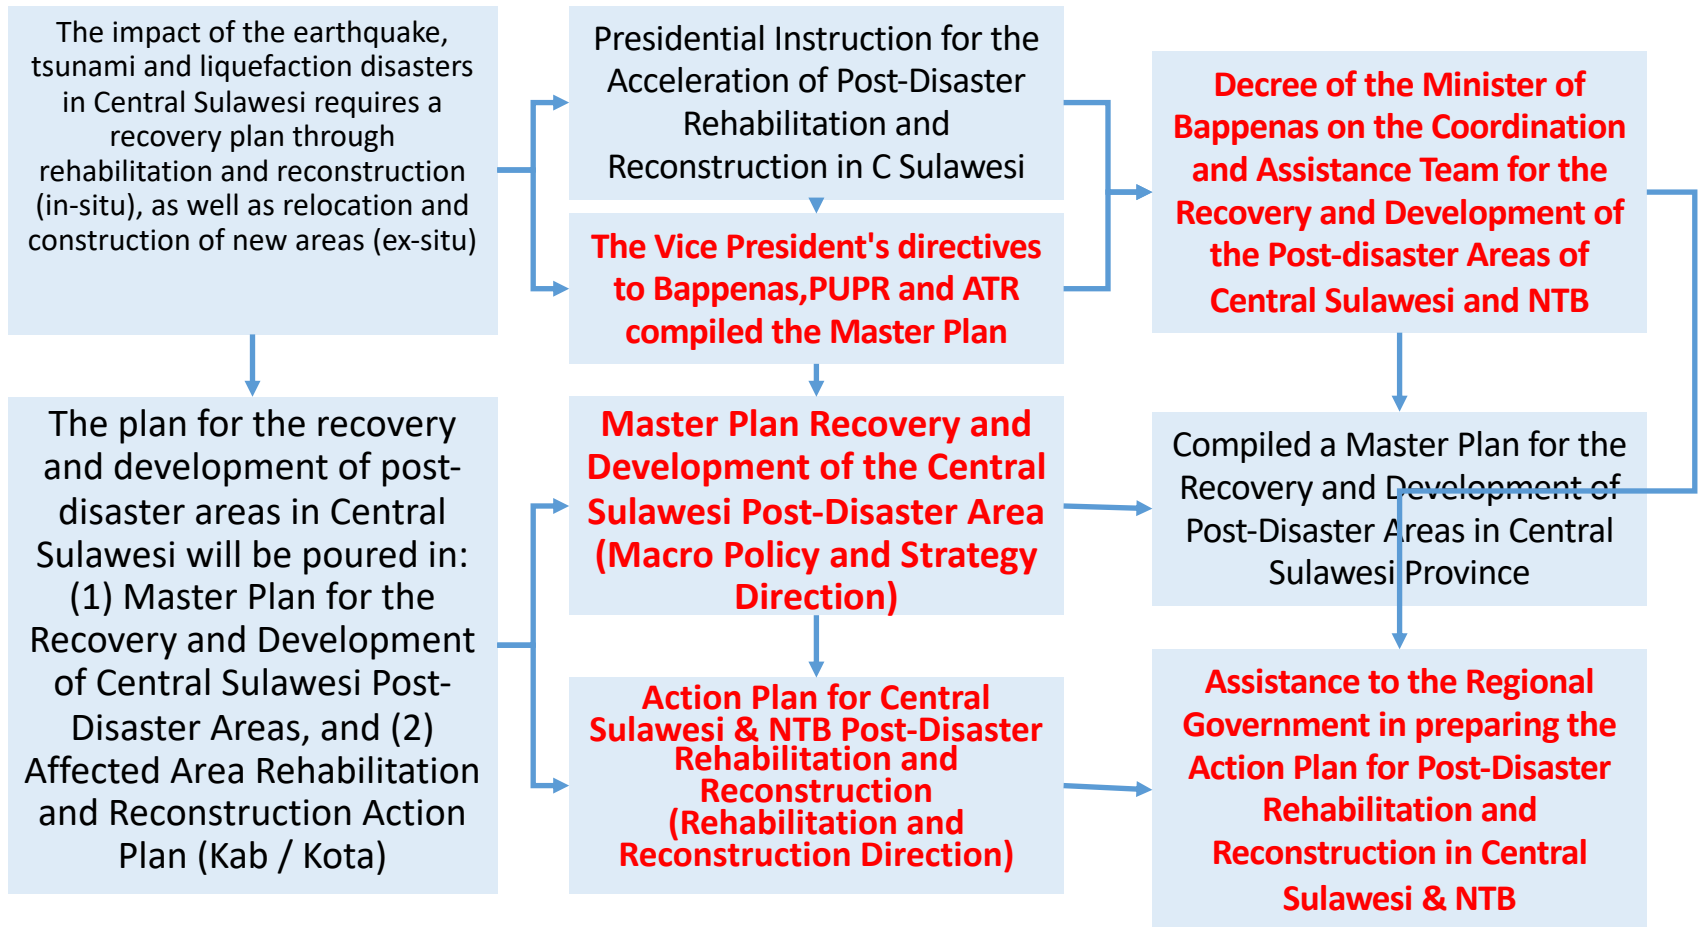 The impact of the earthquake,
tsunami and liquefaction disasters
in Central Sulawesi requires a
recovery plan through
rehabilitation and reconstruction
(in-situ), as well as relocation and
construction of new areas (ex-situ)
Presidential Instruction for the
Acceleration of Post-Disaster
Rehabilitation and
Reconstruction in C Sulawesi
The Vice President's directives
to Bappenas,PUPR and ATR
compiled the Master Plan
Decree of the Minister of
Bappenas on the Coordination
and Assistance Team for the
Recovery and Development of
the Post-disaster Areas of
Central Sulawesi and NTB
The plan for the recovery
and development of post-
disaster areas in Central
Sulawesi will be poured in:
(1) Master Plan for the
Recovery and Development
of Central Sulawesi Post-
Disaster Areas, and (2)
Affected Area Rehabilitation
and Reconstruction Action
Plan (Kab / Kota)
Master Plan Recovery and
Development of the Central
Sulawesi Post-Disaster Area
(Macro Policy and Strategy
Direction)
Compiled a Master Plan for the
Recovery and Development of
Post-Disaster Areas in Central
Sulawesi Province
Action Plan for Central
Sulawesi & NTB Post-Disaster
Rehabilitation and
Reconstruction
(Rehabilitation and
Reconstruction Direction)
Assistance to the Regional
Government in preparing the
Action Plan for Post-Disaster
Rehabilitation and
Reconstruction in Central
Sulawesi & NTB